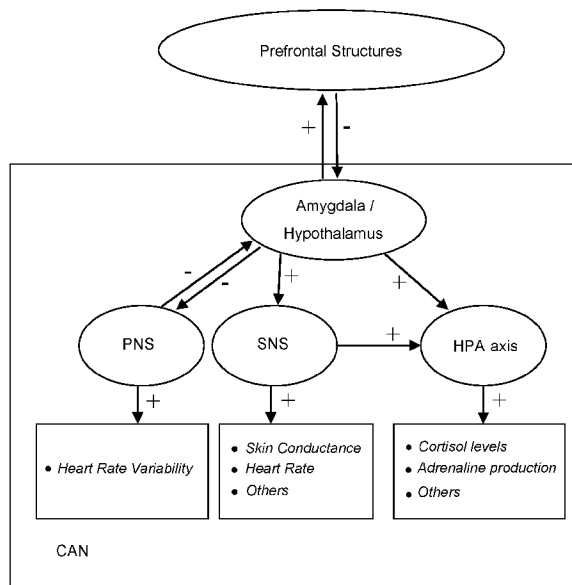 Prefrontal Structures
+ -
Amygdala /
Hypothalamus
- - + +
PNS
SNS
+
HPA axis
+ + +
• Heart Rate Variability
• Skin Conductance
• Heart Rate
• Others
• Cortisol levels
• Adrenaline production
• Others
CAN